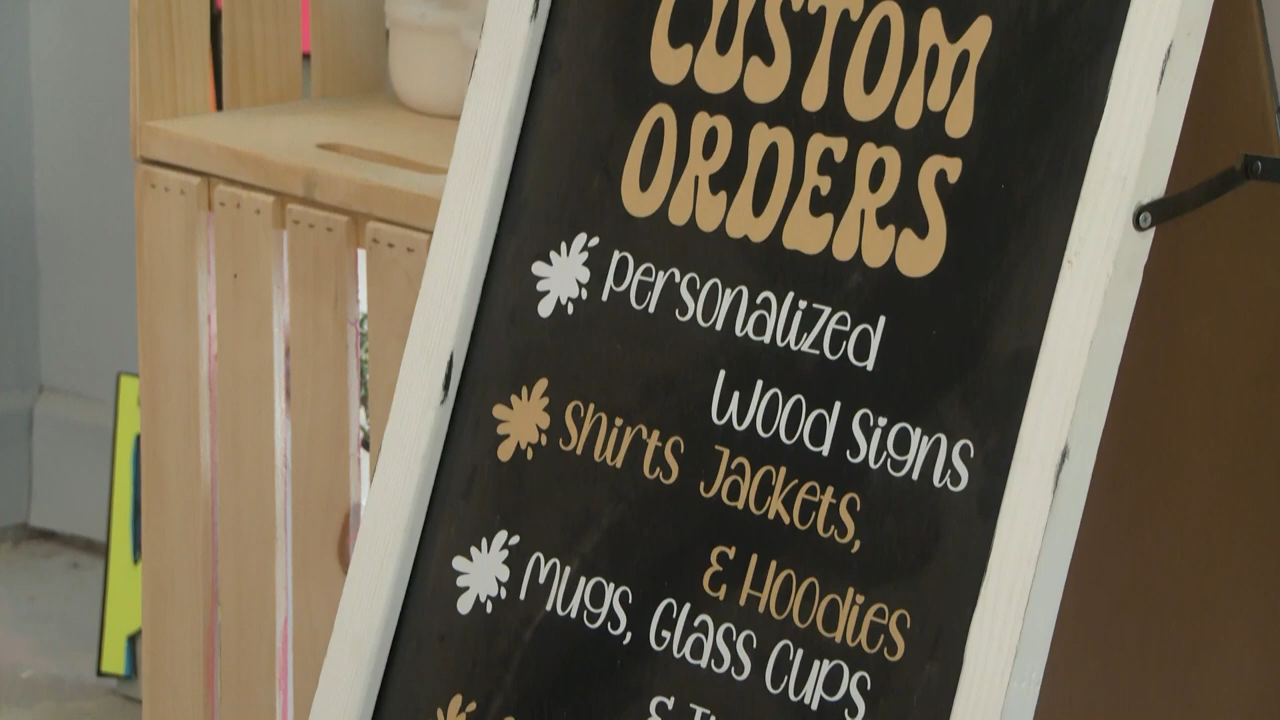 CUSTOM
ORDERS
personalized
Wood Signs
Shirts Jackets,
& Hoodies
Mugs, Glass Cups
&